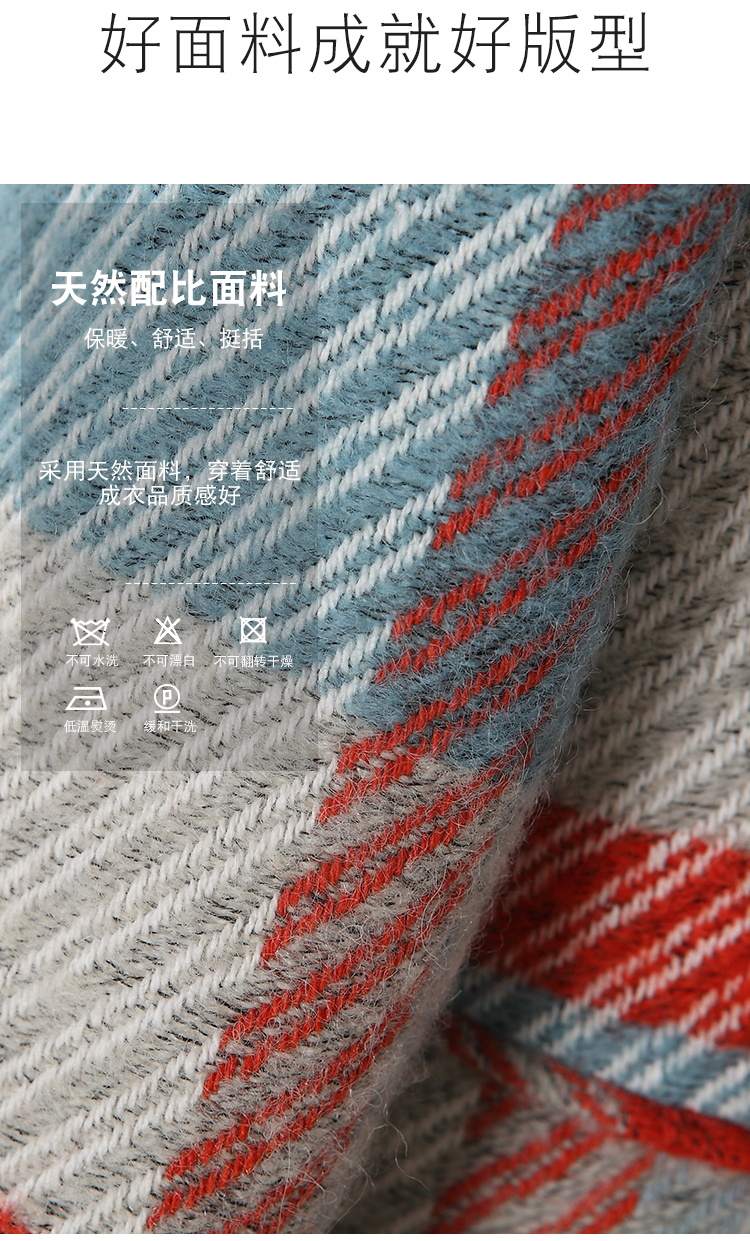 好面料成就好版型
天然配比面料
保暖、舒适、挺括
采用天然面料，穿着舒适
成衣品质感好
不可水洗 不可漂白 不可翻转干燥
P
低温熨烫 缓和干洗